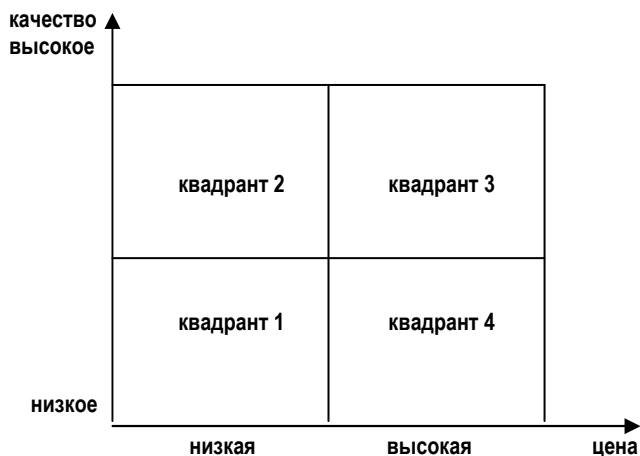 качество
высокое
квадрант 2
квадрант 3
квадрант 1
квадрант 4
низкое
низкая
высокая
цена